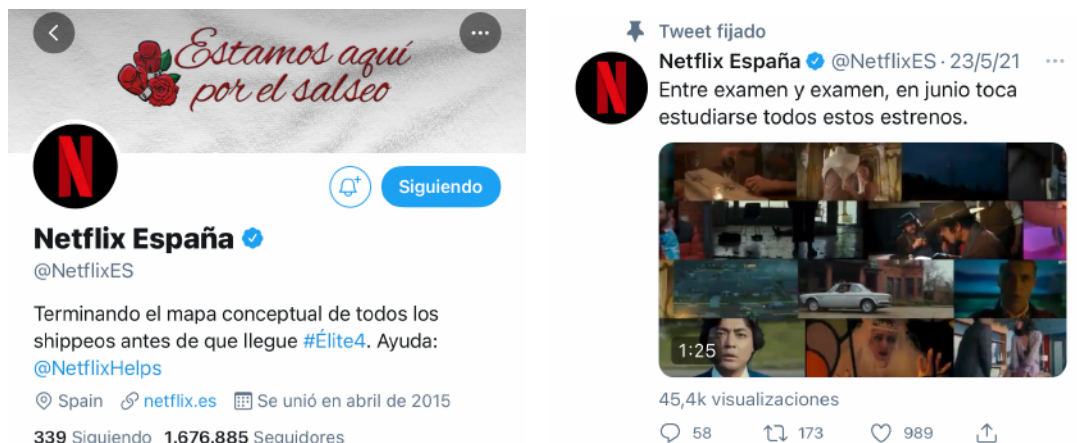 Estamos aquí
por el salseo
Siguiendo
Netflix España
@NetflixES
Terminando el mapa conceptual de todos los
shippeos antes de que llegue #Élite4. Ayuda:
@NetflixHelps
Spain netflix.es Se unió en abril de 2015
339 Siguiendo 1.676.885 Seguidores
Tweet fijado
Netflix España @NetflixES · 23/5/21
Entre examen y examen, en junio toca
estudiarse todos estos estrenos.
1:25
45,4k visualizaciones
58 173 989